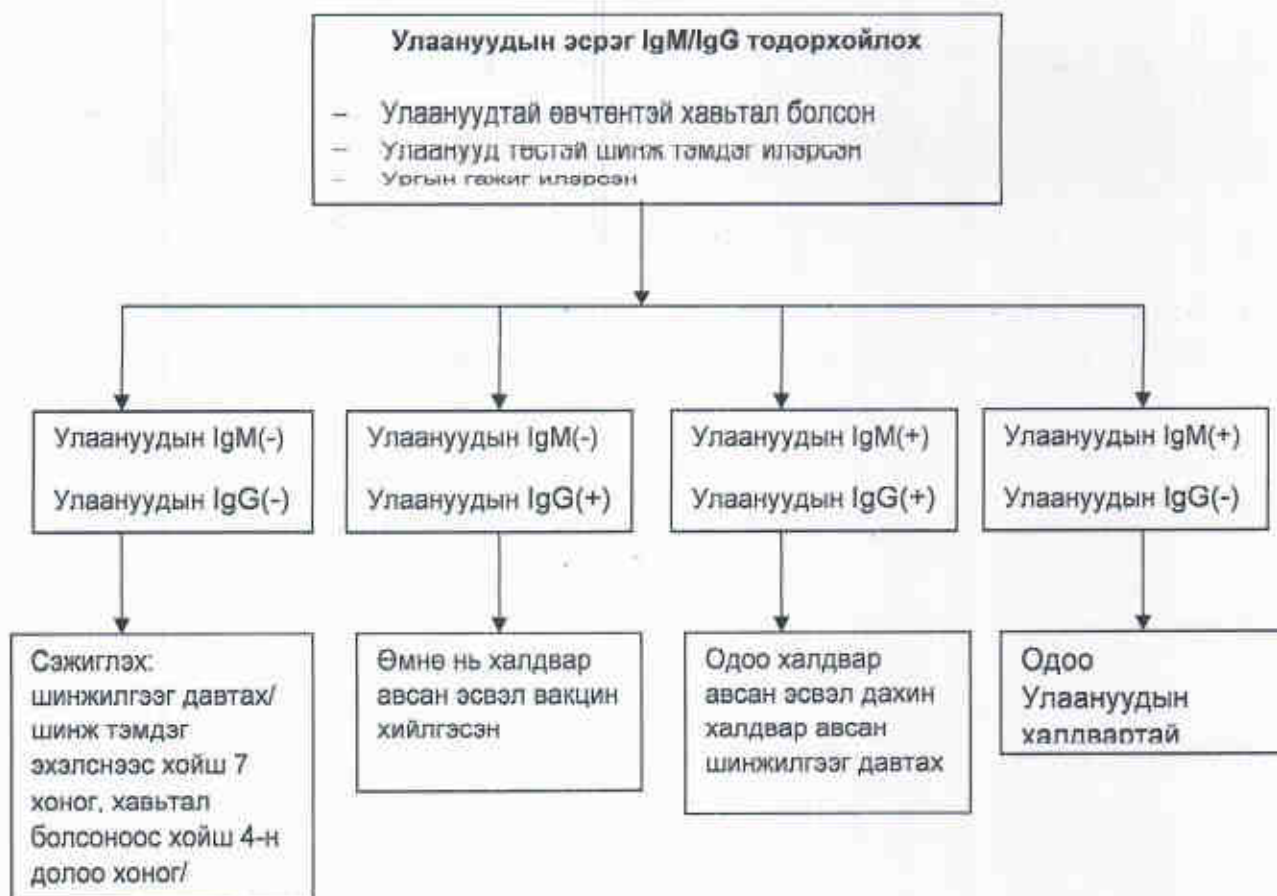 Улаануудын эсрэг IgM/IgG тодорхойлох
– Улаануудтай өвчтөнтэй хавьтал болсон
– Улаанууд төстэй шинж тэмдэг илэрсэн
– Ургын гажиг илэрсэн
Улаануудын IgM(-)
Улаануудын IgG(-)
Улаануудын IgM(-)
Улаануудын IgG(+)
Улаануудын IgM(+)
Улаануудын IgG(+)
Улаануудын IgM(+)
Улаануудын IgG(-)
Сэжиглэх:
шинжилгээг давтах/
шинж тэмдэг
эхэлснээс хойш 7
хоног, хавьтал
болсоноос хойш 4-н
долоо хоног/
Өмнө нь халдвар
авсан эсвэл вакцин
хийлгэсэн
Одоо халдвар
авсан эсвэл дахин
халдвар авсан
шинжилгээг давтах
Одоо
Улаануудын
халдвартай